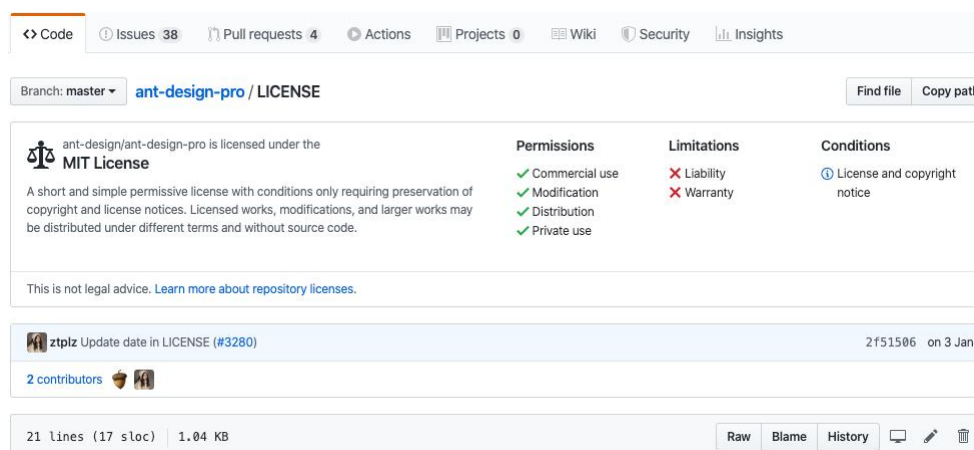 Code Issues 38 Pull requests 4 Actions Projects 0 Wiki Security Insights
Branch: master ant-design-pro / LICENSE Find file Copy path
ant-design/ant-design-pro is licensed under the
MIT License
A short and simple permissive license with conditions only requiring preservation of
copyright and license notices. Licensed works, modifications, and larger works may
be distributed under different terms and without source code.
Permissions
Commercial use
Modification
Distribution
Private use
Limitations
Liability
Warranty
Conditions
License and copyright
notice
This is not legal advice. Learn more about repository licenses.
ztplz Update date in LICENSE (#3280) 2f51506 on 3 Jan
2 contributors
21 lines (17 sloc) 1.04 KB Raw Blame History